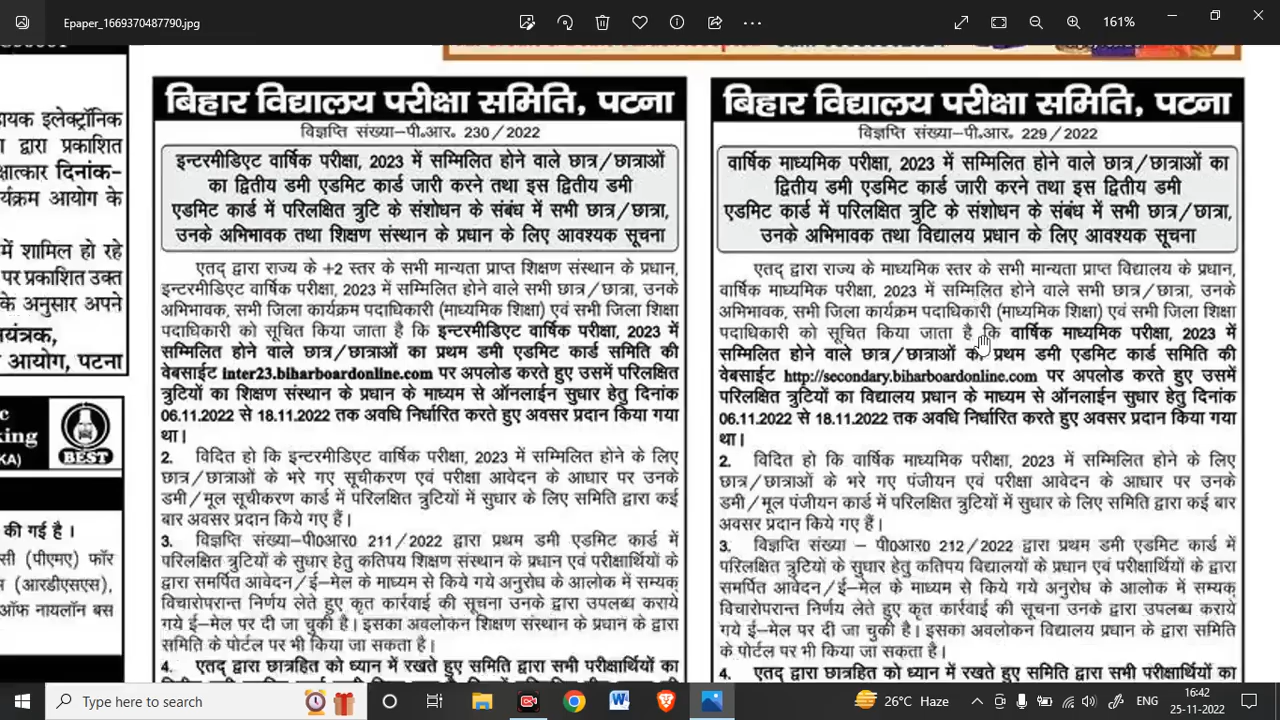 Epaper_1669370487790.jpg
161%
ायक इलेक्ट्रॉनिक
ा द्वारा प्रकाशित
क्षात्कार दिनांक-
र्यक्रम आयोग के
में शामिल हो रहे
पर प्रकाशित उक्त
के अनुसार अपने
यंत्रक,
आयोग, पटना
BEST
की गई है ।
सी (पीएमए) फॉर
स (आरडीएसएस),
ऑफ नायलॉन बस
बिहार विद्यालय परीक्षा समिति, पटना
विज्ञप्ति संख्या-पी॰आर॰ 230/2022
इन्टरमीडिएट वार्षिक परीक्षा, 2023 में सम्मिलित होने वाले छात्र/छात्राओं
का द्वितीय डमी एडमिट कार्ड जारी करने तथा इस द्वितीय डमी
एडमिट कार्ड में परिलक्षित त्रुटि के संशोधन के संबंध में सभी छात्र/छात्रा,
उनके अभिभावक तथा शिक्षण संस्थान के प्रधान के लिए आवश्यक सूचना
एतद् द्वारा राज्य के +2 स्तर के सभी मान्यता प्राप्त शिक्षण संस्थान के प्रधान,
इन्टरमीडिएट वार्षिक परीक्षा, 2023 में सम्मिलित होने वाले सभी छात्र/छात्रा, उनके
अभिभावक, सभी जिला कार्यक्रम पदाधिकारी (माध्यमिक शिक्षा) एवं सभी जिला शिक्षा
पदाधिकारी को सूचित किया जाता है कि इन्टरमीडिएट वार्षिक परीक्षा, 2023 में
सम्मिलित होने वाले छात्र/छात्राओं का प्रथम डमी एडमिट कार्ड समिति की
वेबसाईट inter23.biharboardonline.com पर अपलोड करते हुए उसमें परिलक्षित
त्रुटियों का शिक्षण संस्थान के प्रधान के माध्यम से ऑनलाईन सुधार हेतु दिनांक
06.11.2022 से 18.11.2022 तक अवधि निर्धारित करते हुए अवसर प्रदान किया गया
था।
2. विदित हो कि इन्टरमीडिएट वार्षिक परीक्षा, 2023 में सम्मिलित होने के लिए
छात्र/छात्राओं के भरे गए सूचीकरण एवं परीक्षा आवेदन के आधार पर उनके
डमी/मूल सूचीकरण कार्ड में परिलक्षित त्रुटियों में सुधार के लिए समिति द्वारा कई
बार अवसर प्रदान किये गए हैं।
3. विज्ञप्ति संख्या-पी0आर0 211/2022 द्वारा प्रथम डमी एडमिट कार्ड में
परिलक्षित त्रुटियों के सुधार हेतु कतिपय शिक्षण संस्थान के प्रधान एवं परीक्षार्थियों के
द्वारा समर्पित आवेदन/ई-मेल के माध्यम से किये गये अनुरोध के आलोक में सम्यक्
विचारोपरान्त निर्णय लेते हुए कृत कार्रवाई की सूचना उनके द्वारा उपलब्ध कराये
गये ई-मेल पर दी जा चुकी है। इसका अवलोकन शिक्षण संस्थान के प्रधान के द्वारा
समिति के पोर्टल पर भी किया जा सकता है।
4. एतद् द्वारा छात्रहित को ध्यान में रखते हुए समिति द्वारा सभी परीक्षार्थियों का
बिहार विद्यालय परीक्षा समिति, पटना
विज्ञप्ति संख्या-पी॰आर॰ 229/2022
वार्षिक माध्यमिक परीक्षा, 2023 में सम्मिलित होने वाले छात्र/छात्राओं का
द्वितीय डमी एडमिट कार्ड जारी करने तथा इस द्वितीय डमी
एडमिट कार्ड में परिलक्षित त्रुटि के संशोधन के संबंध में सभी छात्र/छात्रा,
उनके अभिभावक तथा विद्यालय प्रधान के लिए आवश्यक सूचना
एतद् द्वारा राज्य के माध्यमिक स्तर के सभी मान्यता प्राप्त विद्यालय के प्रधान,
वार्षिक माध्यमिक परीक्षा, 2023 में सम्मिलित होने वाले सभी छात्र/छात्रा, उनके
अभिभावक, सभी जिला कार्यक्रम पदाधिकारी (माध्यमिक शिक्षा) एवं सभी जिला शिक्षा
पदाधिकारी को सूचित किया जाता है कि वार्षिक माध्यमिक परीक्षा, 2023 में
सम्मिलित होने वाले छात्र/छात्राओं का प्रथम डमी एडमिट कार्ड समिति की
वेबसाईट http://secondary.biharboardonline.com पर अपलोड करते हुए उसमें
परिलक्षित त्रुटियों का विद्यालय प्रधान के माध्यम से ऑनलाईन सुधार हेतु दिनांक
06.11.2022 से 18.11.2022 तक अवधि निर्धारित करते हुए अवसर प्रदान किया गया
था।
2. विदित हो कि वार्षिक माध्यमिक परीक्षा, 2023 में सम्मिलित होने के लिए
छात्र/छात्राओं के भरे गए पंजीयन एवं परीक्षा आवेदन के आधार पर उनके
डमी/मूल पंजीयन कार्ड में परिलक्षित त्रुटियों में सुधार के लिए समिति द्वारा कई बार
अवसर प्रदान किये गए हैं।
3. विज्ञप्ति संख्या – पी0आर0 212/2022 द्वारा प्रथम डमी एडमिट कार्ड में
परिलक्षित त्रुटियों के सुधार हेतु कतिपय विद्यालयों के प्रधान एवं परीक्षार्थियों के द्वारा
समर्पित आवेदन/ई-मेल के माध्यम से किये गये अनुरोध के आलोक में सम्यक्
विचारोपरान्त निर्णय लेते हुए कृत कार्रवाई की सूचना उनके द्वारा उपलब्ध कराये
गये ई-मेल पर दी जा चुकी है। इसका अवलोकन विद्यालय प्रधान के द्वारा समिति
के पोर्टल पर भी किया जा सकता है।
4. एतद् द्वारा छात्रहित को ध्यान में रखते हुए समिति द्वारा सभी परीक्षार्थियों का
Type here to search
26°C Haze
ENG
16:42
25-11-2022